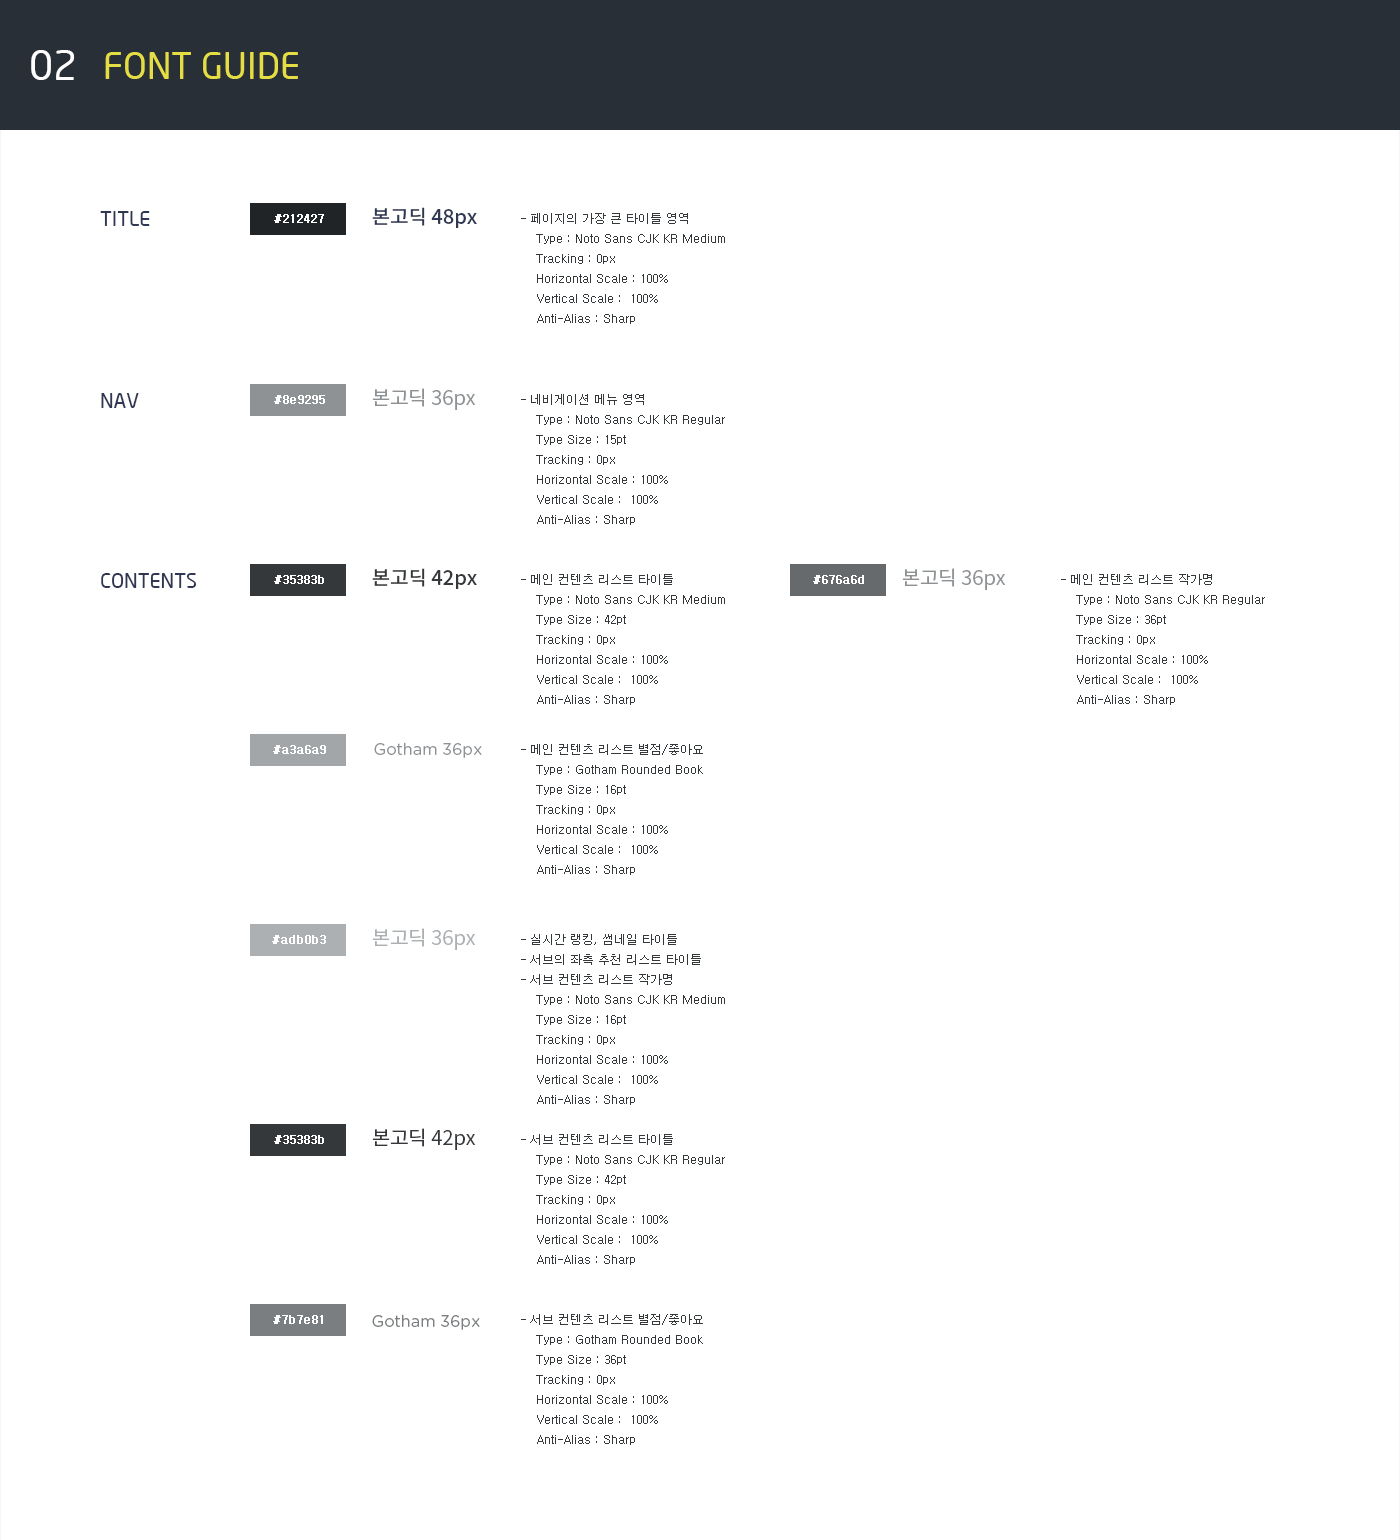 02 FONT GUIDE
TITLE
#212427
본고딕 48px
- 페이지의 가장 큰 타이틀 영역
Type : Noto Sans CJK KR Medium
Tracking : 0px
Horizontal Scale : 100%
Vertical Scale : 100%
Anti-Alias : Sharp
NAV
#8e9295
본고딕 36px
- 네비게이션 메뉴 영역
Type : Noto Sans CJK KR Regular
Type Size : 15pt
Tracking : 0px
Horizontal Scale : 100%
Vertical Scale : 100%
Anti-Alias : Sharp
CONTENTS
#35383b
본고딕 42px
- 메인 컨텐츠 리스트 타이틀
Type : Noto Sans CJK KR Medium
Type Size : 42pt
Tracking : 0px
Horizontal Scale : 100%
Vertical Scale : 100%
Anti-Alias : Sharp
#676a6d
본고딕 36px
- 메인 컨텐츠 리스트 작가명
Type : Noto Sans CJK KR Regular
Type Size : 36pt
Tracking : 0px
Horizontal Scale : 100%
Vertical Scale : 100%
Anti-Alias : Sharp
#a3a6a9
Gotham 36px
- 메인 컨텐츠 리스트 별점/좋아요
Type : Gotham Rounded Book
Type Size : 16pt
Tracking : 0px
Horizontal Scale : 100%
Vertical Scale : 100%
Anti-Alias : Sharp
#adb0b3
본고딕 36px
- 실시간 랭킹, 썸네일 타이틀
- 서브의 좌측 추천 리스트 타이틀
- 서브 컨텐츠 리스트 작가명
Type : Noto Sans CJK KR Medium
Type Size : 16pt
Tracking : 0px
Horizontal Scale : 100%
Vertical Scale : 100%
Anti-Alias : Sharp
#35383b
본고딕 42px
- 서브 컨텐츠 리스트 타이틀
Type : Noto Sans CJK KR Regular
Type Size : 42pt
Tracking : 0px
Horizontal Scale : 100%
Vertical Scale : 100%
Anti-Alias : Sharp
#7b7e81
Gotham 36px
- 서브 컨텐츠 리스트 별점/좋아요
Type : Gotham Rounded Book
Type Size : 36pt
Tracking : 0px
Horizontal Scale : 100%
Vertical Scale : 100%
Anti-Alias : Sharp